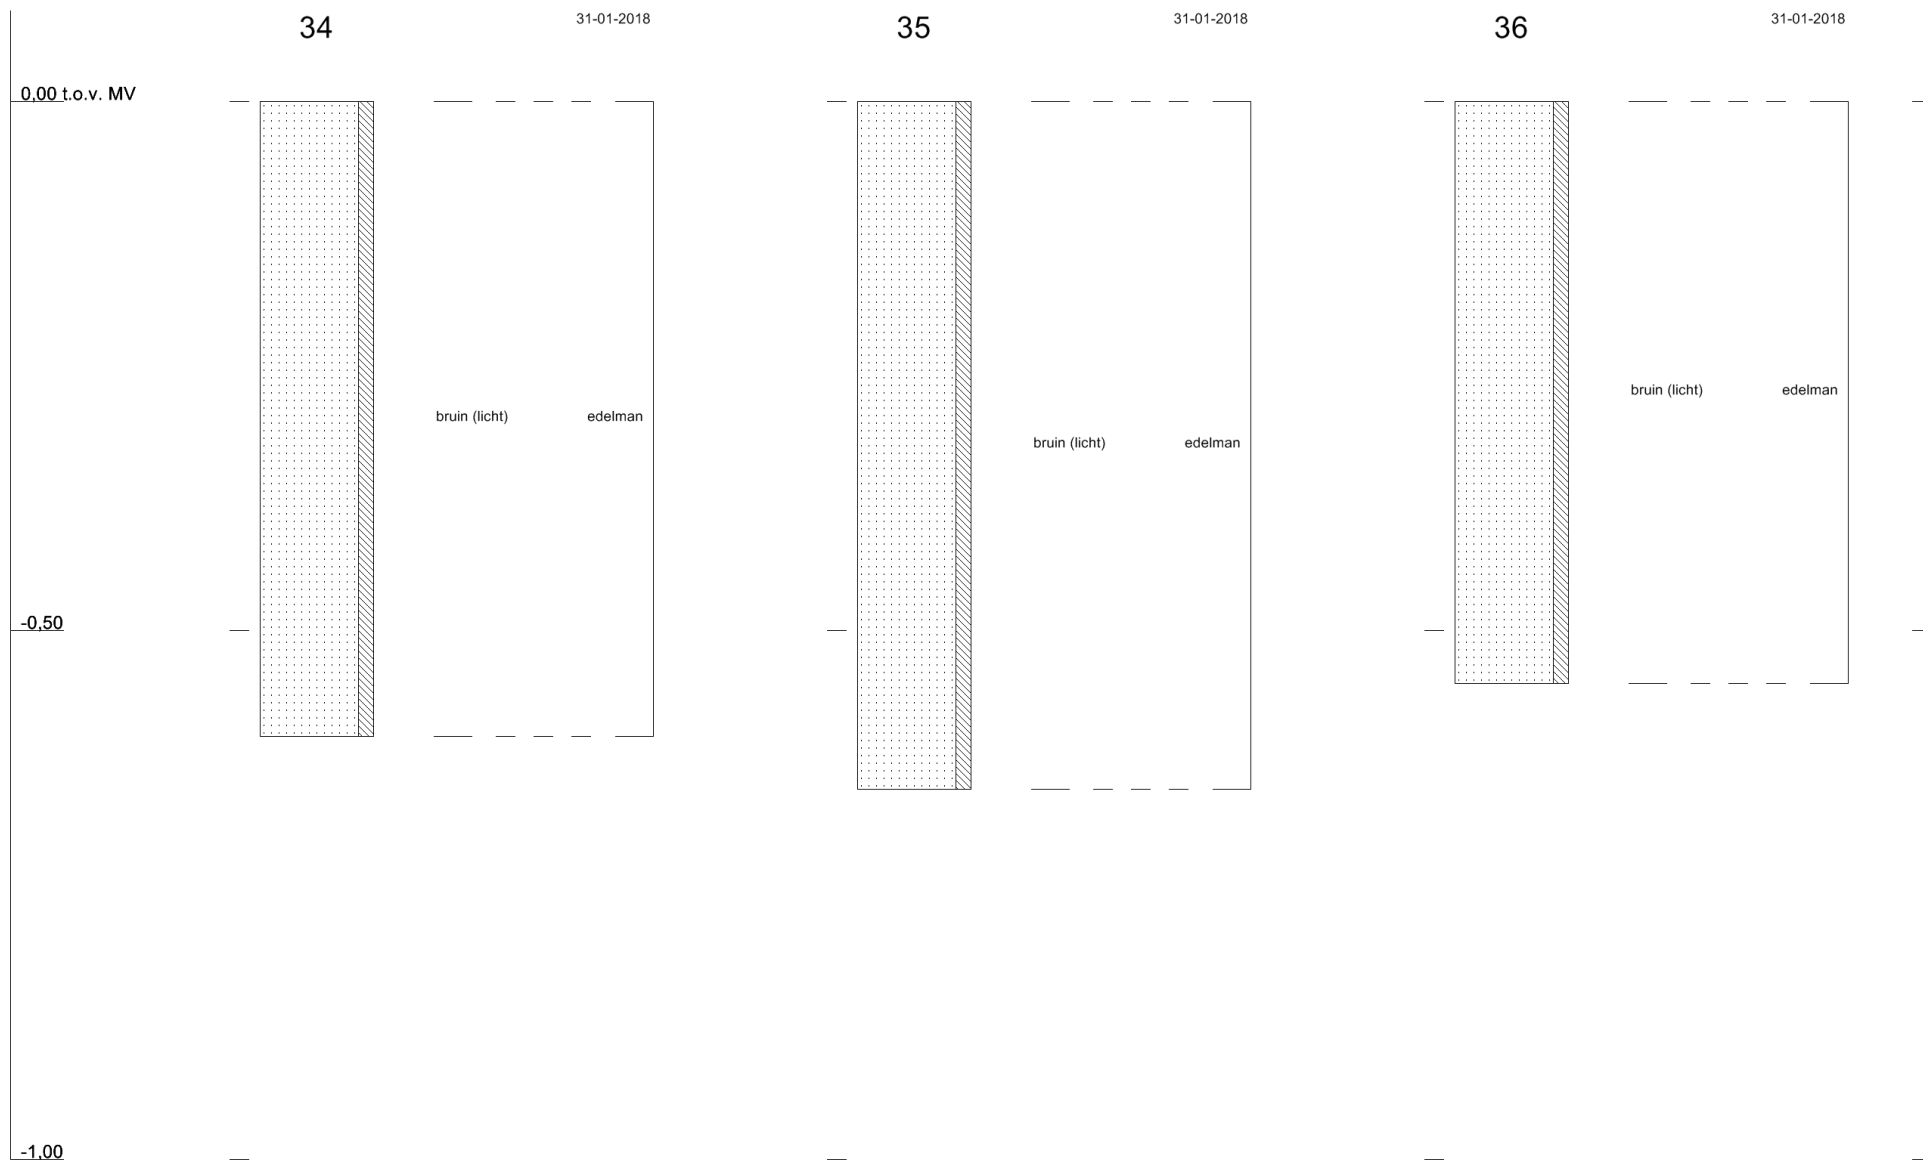 34 31-01-2018 35 31-01-2018 36 31-01-2018
0,00 t.o.v. MV
bruin (licht) edelman
bruin (licht) edelman
bruin (licht) edelman
-0,50
-1,00